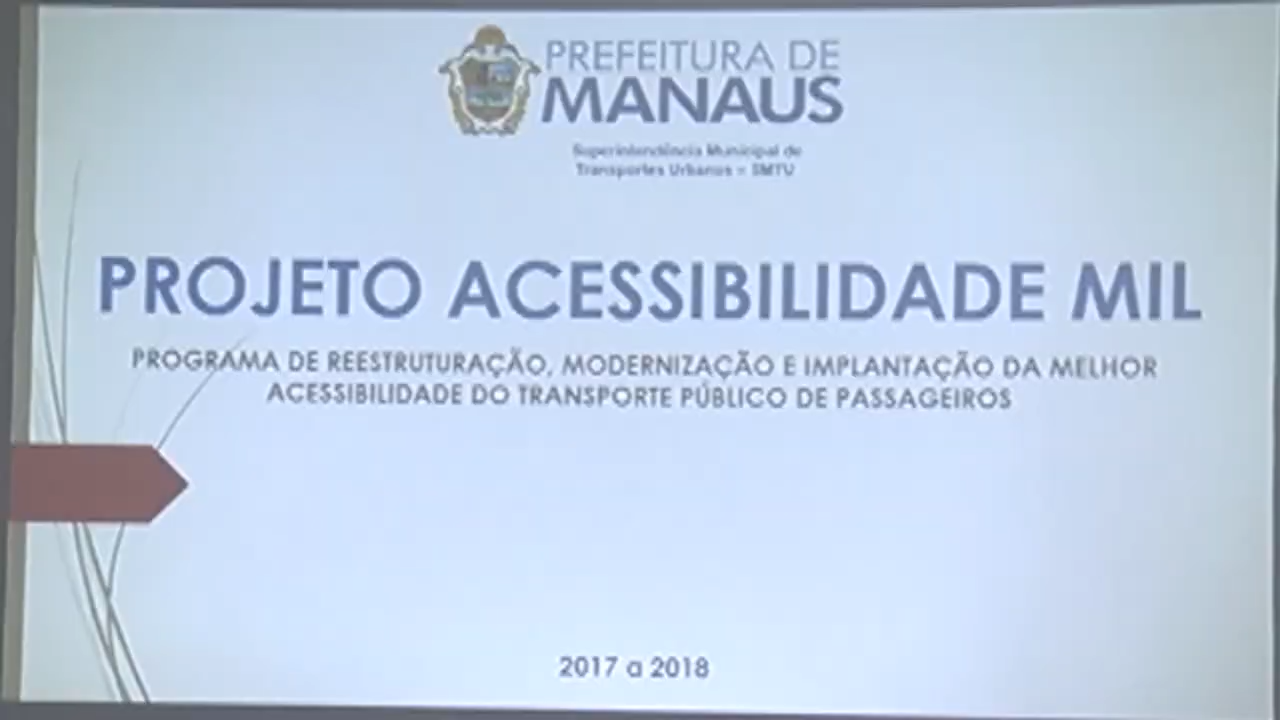 PREFEITURA DE
MANAUS
Superintendência Municipal de
Transportes Urbanos - SMTU
PROJETO ACESSIBILIDADE MIL
PROGRAMA DE REESTRUTURAÇÃO, MODERNIZAÇÃO E IMPLANTAÇÃO DA MELHOR
ACESSIBILIDADE DO TRANSPORTE PÚBLICO DE PASSAGEIROS
2017 a 2018